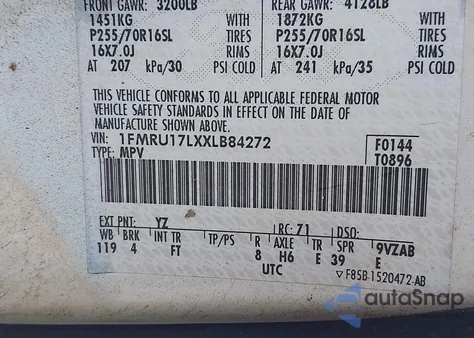 FRONT GAWR: 3200LB REAR GAWR: 4128LB
1451KG WITH 1872KG WITH
P255/70R16SL TIRES P255/70R16SL TIRES
16X7.0J RIMS 16X7.0J RIMS
AT 207 kPa/30 PSI COLD AT 241 kPa/35 PSI COLD
THIS VEHICLE CONFORMS TO ALL APPLICABLE FEDERAL MOTOR
VEHICLE SAFETY STANDARDS IN EFFECT ON THE DATE OF
MANUFACTURE SHOWN ABOVE.
VIN: 1FMRU17LXXLB84272 F0144
TYPE: MPV T0896
EXT PNT: YZ RC: 71 DSO:
WB BRK INT TR TP/PS R AXLE TR SPR 9VZAB
119 4 FT 8 H6 E 39 E
UTC ▽ F85B-1520472-AB
autoSnap